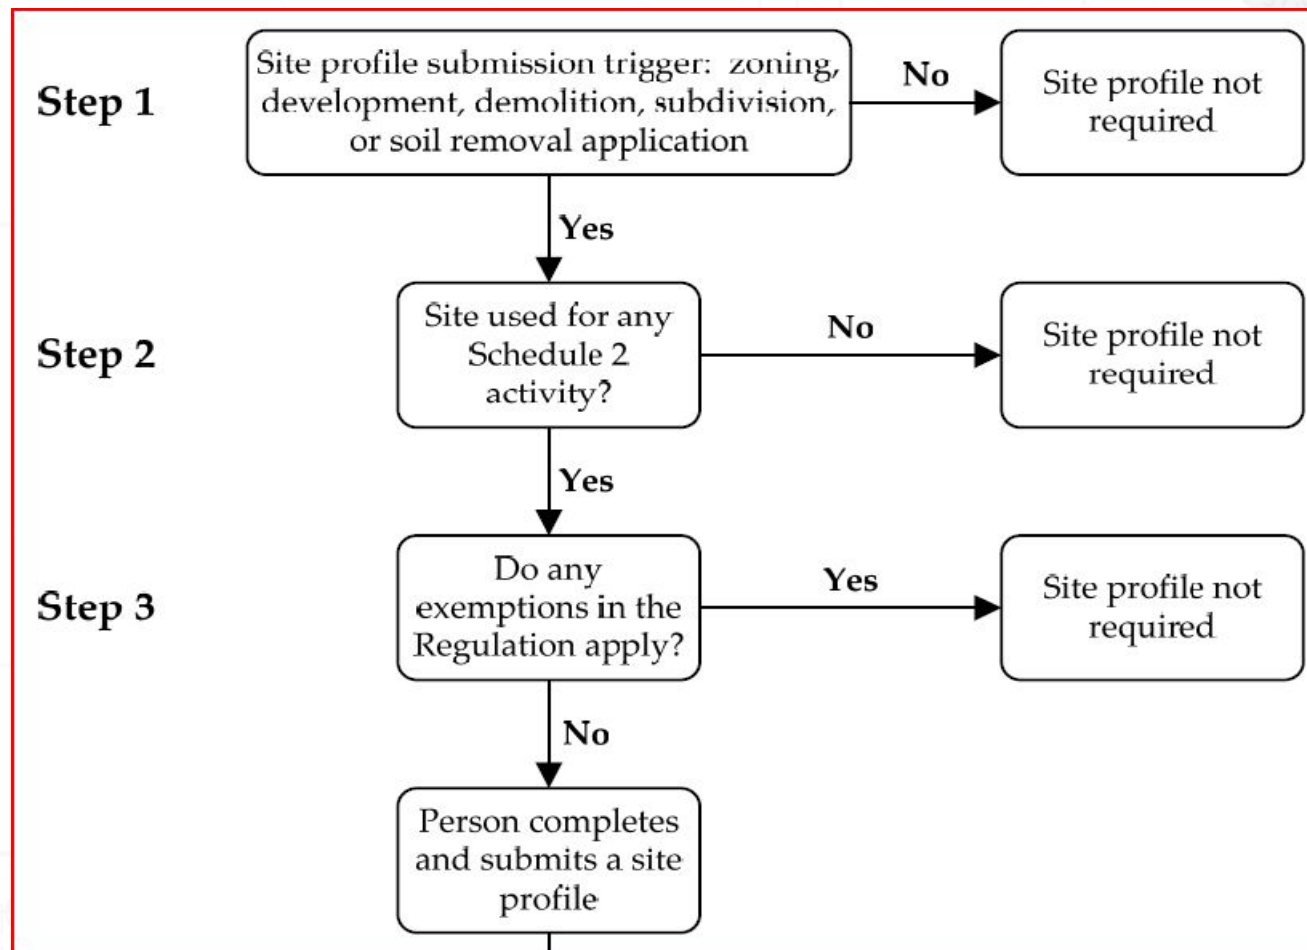 Step 1
Site profile submission trigger: zoning,
development, demolition, subdivision,
or soil removal application
No
Site profile not
required
Yes
Step 2
Site used for any
Schedule 2
activity?
No
Site profile not
required
Yes
Step 3
Do any
exemptions in the
Regulation apply?
Yes
Site profile not
required
No
Person completes
and submits a site
profile